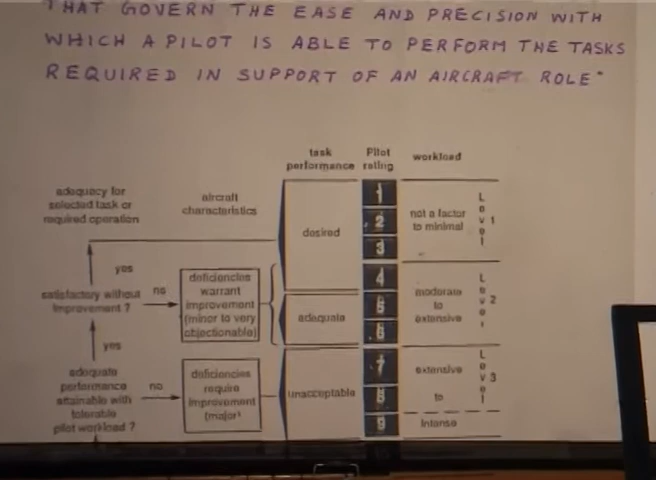 THAT GOVERN THE EASE AND PRECISION WITH
WHICH A PILOT IS ABLE TO PERFORM THE TASKS
REQUIRED IN SUPPORT OF AN AIRCRAFT ROLE"
task
performance
Pilot
rating
workload
adequacy for
selected task or
required operation
aircraft
characteristics
desired
1
2
3
not a factor
to minimal
Level 1
yes
satisfactory without
improvement ?
no
deficiencies
warrant
improvement
(minor to very
objectionable)
adequate
4
5
6
moderate
to
extensive
Level 2
yes
adequate
performance
attainable with
tolerable
pilot workload ?
no
deficiencies
require
improvement
(major)
unacceptable
7
8
9
extensive
to
intense
Level 3